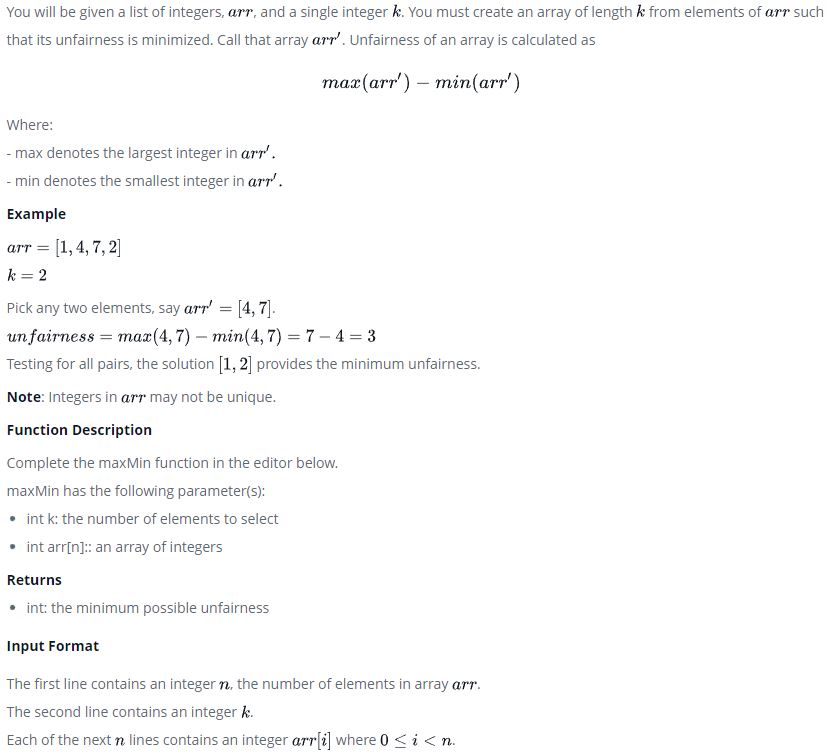 You will be given a list of integers, arr, and a single integer k. You must create an array of length k from elements of arr such
that its unfairness is minimized. Call that array arr′. Unfairness of an array is calculated as
max(arr′) − min(arr′)
Where:
- max denotes the largest integer in arr′.
- min denotes the smallest integer in arr′.
Example
arr = [1, 4, 7, 2]
k = 2
Pick any two elements, say arr′ = [4, 7].
unfairness = max(4, 7) − min(4, 7) = 7 − 4 = 3
Testing for all pairs, the solution [1, 2] provides the minimum unfairness.
Note: Integers in arr may not be unique.
Function Description
Complete the maxMin function in the editor below.
maxMin has the following parameter(s):
• int k: the number of elements to select
• int arr[n]:: an array of integers
Returns
• int: the minimum possible unfairness
Input Format
The first line contains an integer n, the number of elements in array arr.
The second line contains an integer k.
Each of the next n lines contains an integer arr[i] where 0 ≤ i < n.